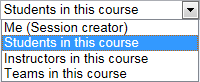 Students in this course
Me (Session creator)
Students in this course
Instructors in this course
Teams in this course